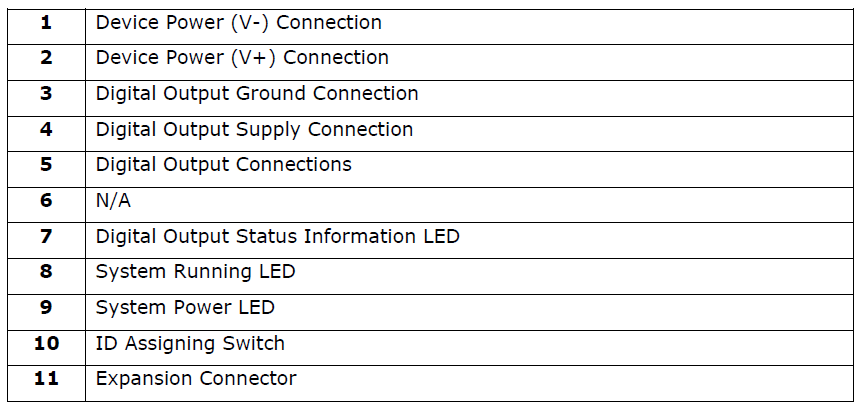 1 Device Power (V-) Connection
2 Device Power (V+) Connection
3 Digital Output Ground Connection
4 Digital Output Supply Connection
5 Digital Output Connections
6 N/A
7 Digital Output Status Information LED
8 System Running LED
9 System Power LED
10 ID Assigning Switch
11 Expansion Connector